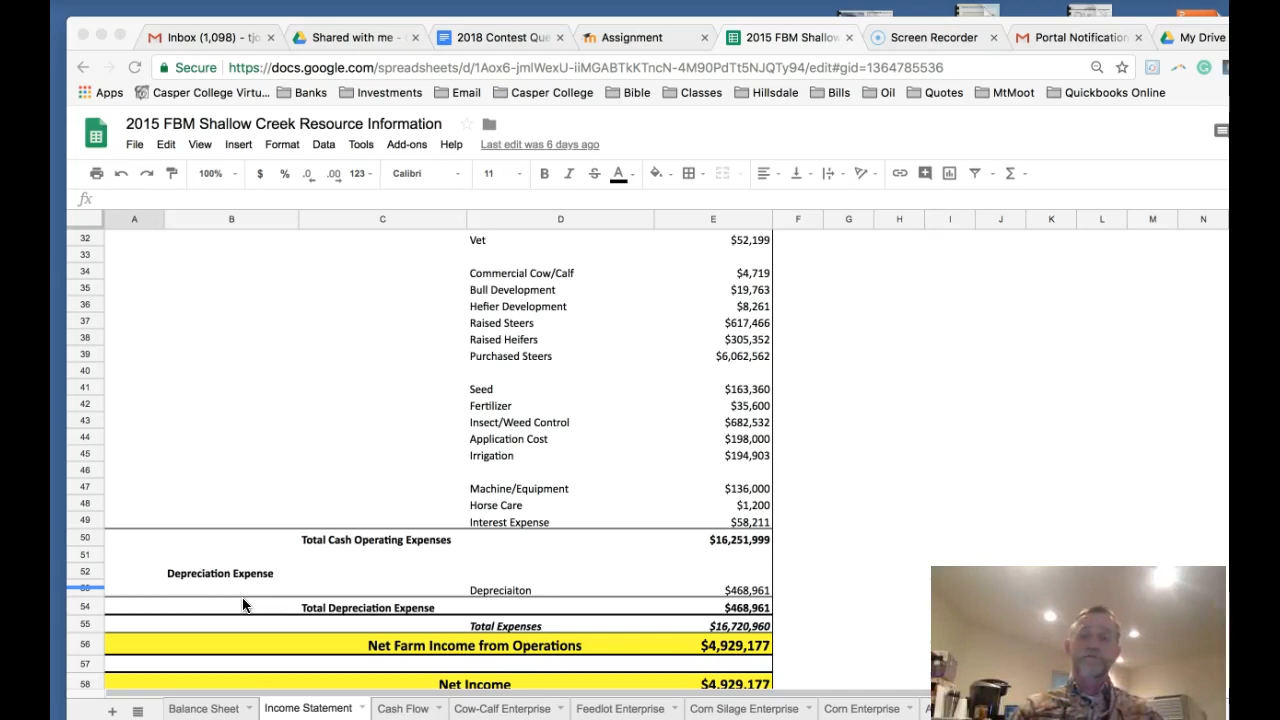 Inbox (1,098) - tjo
Shared with me -
2018 Contest Que
Assignment
2015 FBM Shallow
Screen Recorder
Portal Notification
My Drive
Secure https://docs.google.com/spreadsheets/d/1Aox6-jmIWexU-iiMGABTkKTncN-4M90PdTt5NJQTy94/edit#gid=1364785536
Apps Casper College Virtu... Banks Investments Email Casper College Bible Classes Hillsdale Bills Oil Quotes MtMoot Quickbooks Online
2015 FBM Shallow Creek Resource Information
File Edit View Insert Format Data Tools Add-ons Help Last edit was 6 days ago
100% $ % .0 .00 123 Calibri 11 B I S A
fx
A B C D E F G H I J K L M N
32 Vet $52,199
33
34 Commercial Cow/Calf $4,719
35 Bull Development $19,763
36 Hefier Development $8,261
37 Raised Steers $617,466
38 Raised Heifers $305,352
39 Purchased Steers $6,062,562
40
41 Seed $163,360
42 Fertilizer $35,600
43 Insect/Weed Control $682,532
44 Application Cost $198,000
45 Irrigation $194,903
46
47 Machine/Equipment $136,000
48 Horse Care $1,200
49 Interest Expense $58,211
50 Total Cash Operating Expenses $16,251,999
51
52 Depreciation Expense
53 Depreciaiton $468,961
54 Total Depreciation Expense $468,961
55 Total Expenses $16,720,960
56 Net Farm Income from Operations $4,929,177
57
58 Net Income $4,929,177
Balance Sheet Income Statement Cash Flow Cow-Calf Enterprise Feedlot Enterprise Corn Silage Enterprise Corn Enterprise